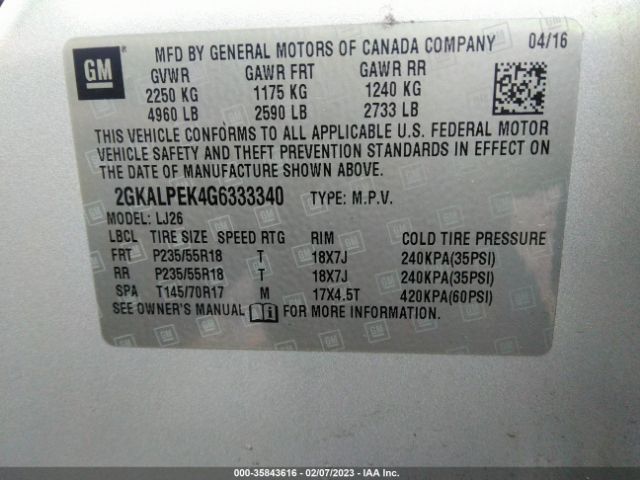 GM MFD BY GENERAL MOTORS OF CANADA COMPANY 04/16
GVWR GAWR FRT GAWR RR
2250 KG 1175 KG 1240 KG
4960 LB 2590 LB 2733 LB
THIS VEHICLE CONFORMS TO ALL APPLICABLE U.S. FEDERAL MOTOR
VEHICLE SAFETY AND THEFT PREVENTION STANDARDS IN EFFECT ON
THE DATE OF MANUFACTURE SHOWN ABOVE.
2GKALPEK4G6333340 TYPE: M.P.V.
MODEL: LJ26
LBCL TIRE SIZE SPEED RTG RIM COLD TIRE PRESSURE
FRT P235/55R18 T 18X7J 240KPA(35PSI)
RR P235/55R18 T 18X7J 240KPA(35PSI)
SPA T145/70R17 M 17X4.5T 420KPA(60PSI)
SEE OWNER'S MANUAL FOR MORE INFORMATION.
000-35843616 - 02/07/2023 - IAA Inc.